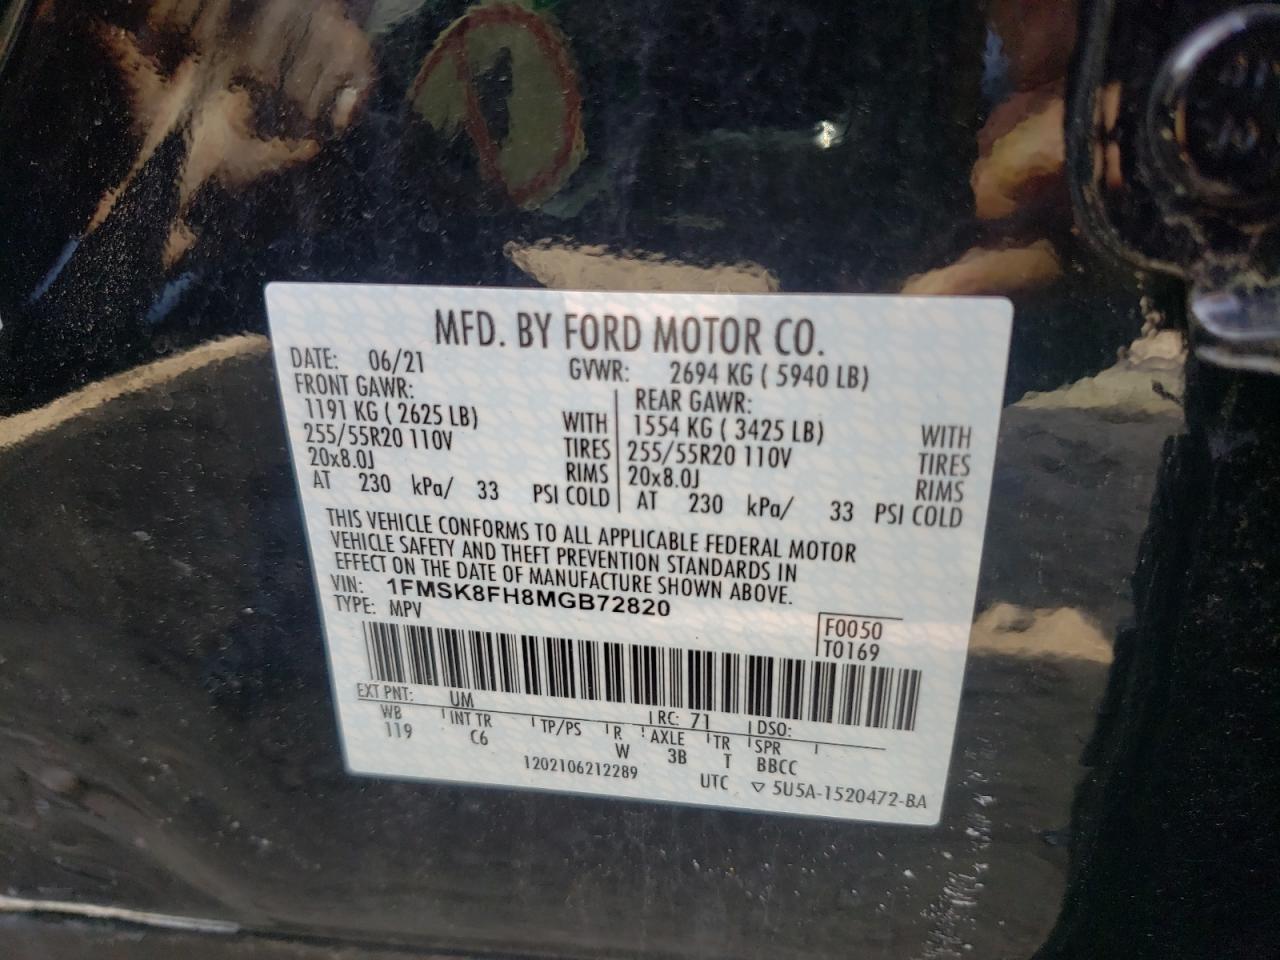 MFD. BY FORD MOTOR CO.
DATE: 06/21 GVWR: 2694 KG ( 5940 LB)
FRONT GAWR: REAR GAWR:
1191 KG ( 2625 LB) WITH 1554 KG ( 3425 LB) WITH
255/55R20 110V TIRES 255/55R20 110V TIRES
20x8.0J RIMS 20x8.0J RIMS
AT 230 kPa/ 33 PSI COLD AT 230 kPa/ 33 PSI COLD
THIS VEHICLE CONFORMS TO ALL APPLICABLE FEDERAL MOTOR
VEHICLE SAFETY AND THEFT PREVENTION STANDARDS IN
EFFECT ON THE DATE OF MANUFACTURE SHOWN ABOVE.
VIN: 1FMSK8FH8MGB72820
TYPE: MPV
F0050
T0169
EXT PNT: UM RC: 71 DSO:
WB INT TR TP/PS R AXLE TR SPR
119 C6 W 3B T BBCC
1202106212289 UTC ▽ 5U5A-1520472-BA